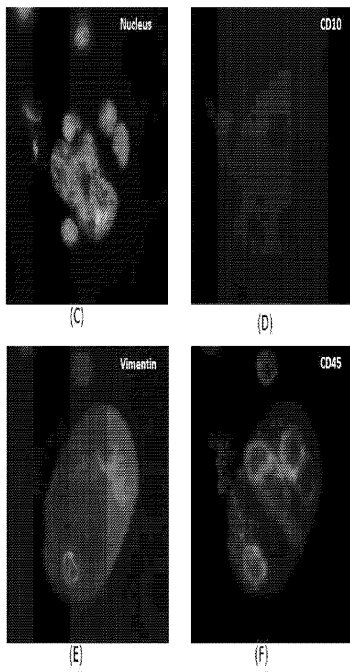 Nucleus
CD10
(C)
(D)
Vimentin
CD45
(E)
(F)